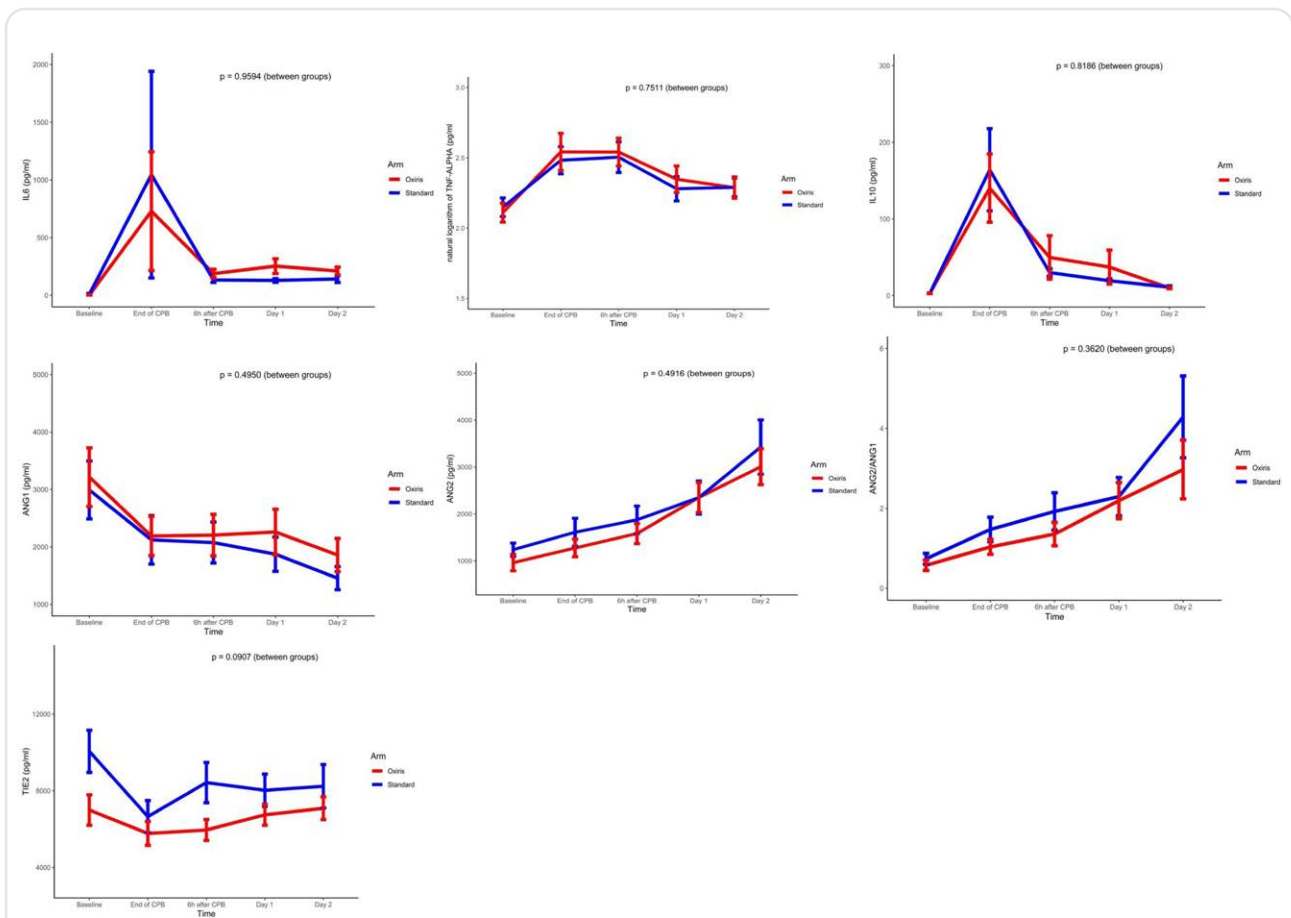 p = 0.9594 (between groups)
IL6 (pg/ml)
2000
1500
1000
500
0
Baseline End of CPB 6h after CPB Day 1 Day 2
Time
Arm
Oxiris
Standard
p = 0.7511 (between groups)
natural logarithm of TNF-ALPHA (pg/ml)
3.0
2.5
2.0
1.5
Baseline End of CPB 6h after CPB Day 1 Day 2
Time
Arm
Oxiris
Standard
p = 0.8186 (between groups)
IL10 (pg/ml)
300
200
100
0
Baseline End of CPB 6h after CPB Day 1 Day 2
Time
Arm
Oxiris
Standard
p = 0.4950 (between groups)
ANG1 (pg/ml)
5000
4000
3000
2000
1000
Baseline End of CPB 6h after CPB Day 1 Day 2
Time
Arm
Oxiris
Standard
p = 0.4916 (between groups)
ANG2 (pg/ml)
5000
4000
3000
2000
1000
Baseline End of CPB 6h after CPB Day 1 Day 2
Time
Arm
Oxiris
Standard
p = 0.3620 (between groups)
ANG2/ANG1
6
4
2
0
Baseline End of CPB 6h after CPB Day 1 Day 2
Time
Arm
Oxiris
Standard
p = 0.0907 (between groups)
TIE2 (pg/ml)
12000
8000
4000
Baseline End of CPB 6h after CPB Day 1 Day 2
Time
Arm
Oxiris
Standard